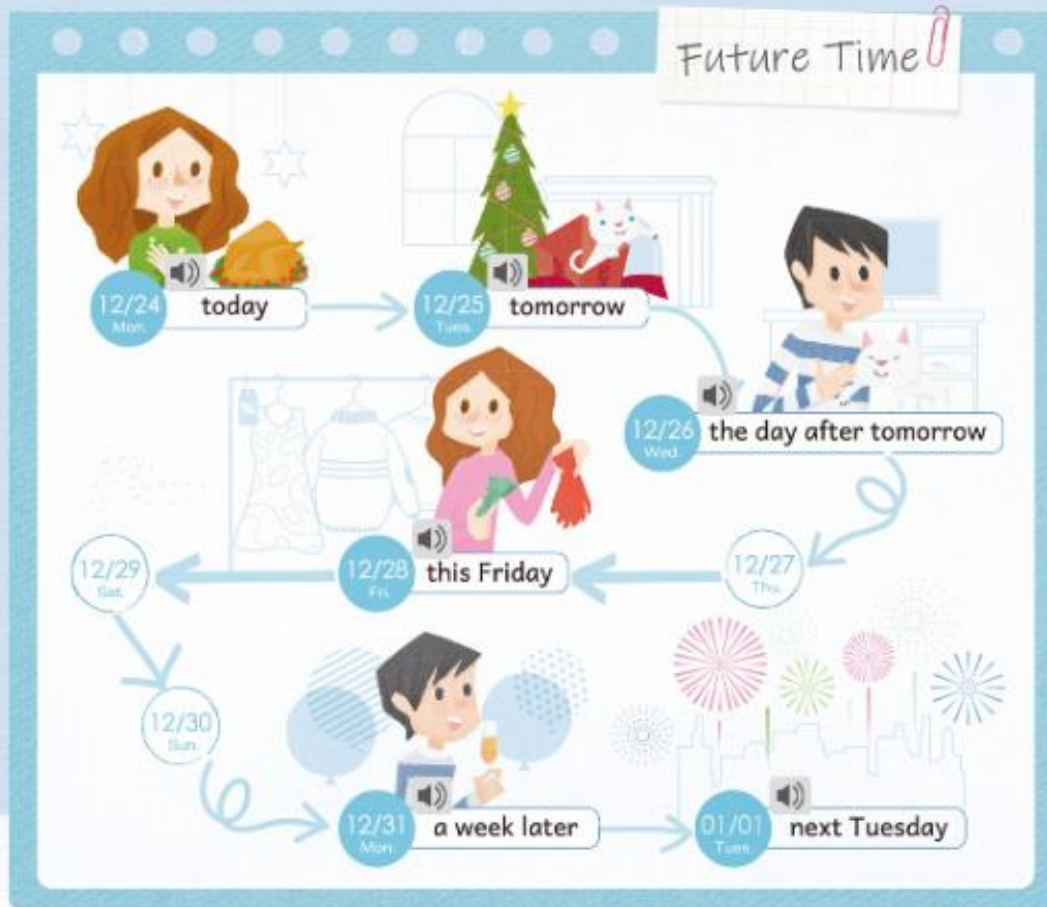 Future Time
12/24
Mon.
today
12/25
Tues.
tomorrow
12/26
Wed.
the day after tomorrow
12/27
Thu.
12/28
Fri.
this Friday
12/29
Sat.
12/30
Sun.
12/31
Mon.
a week later
01/01
Tues.
next Tuesday